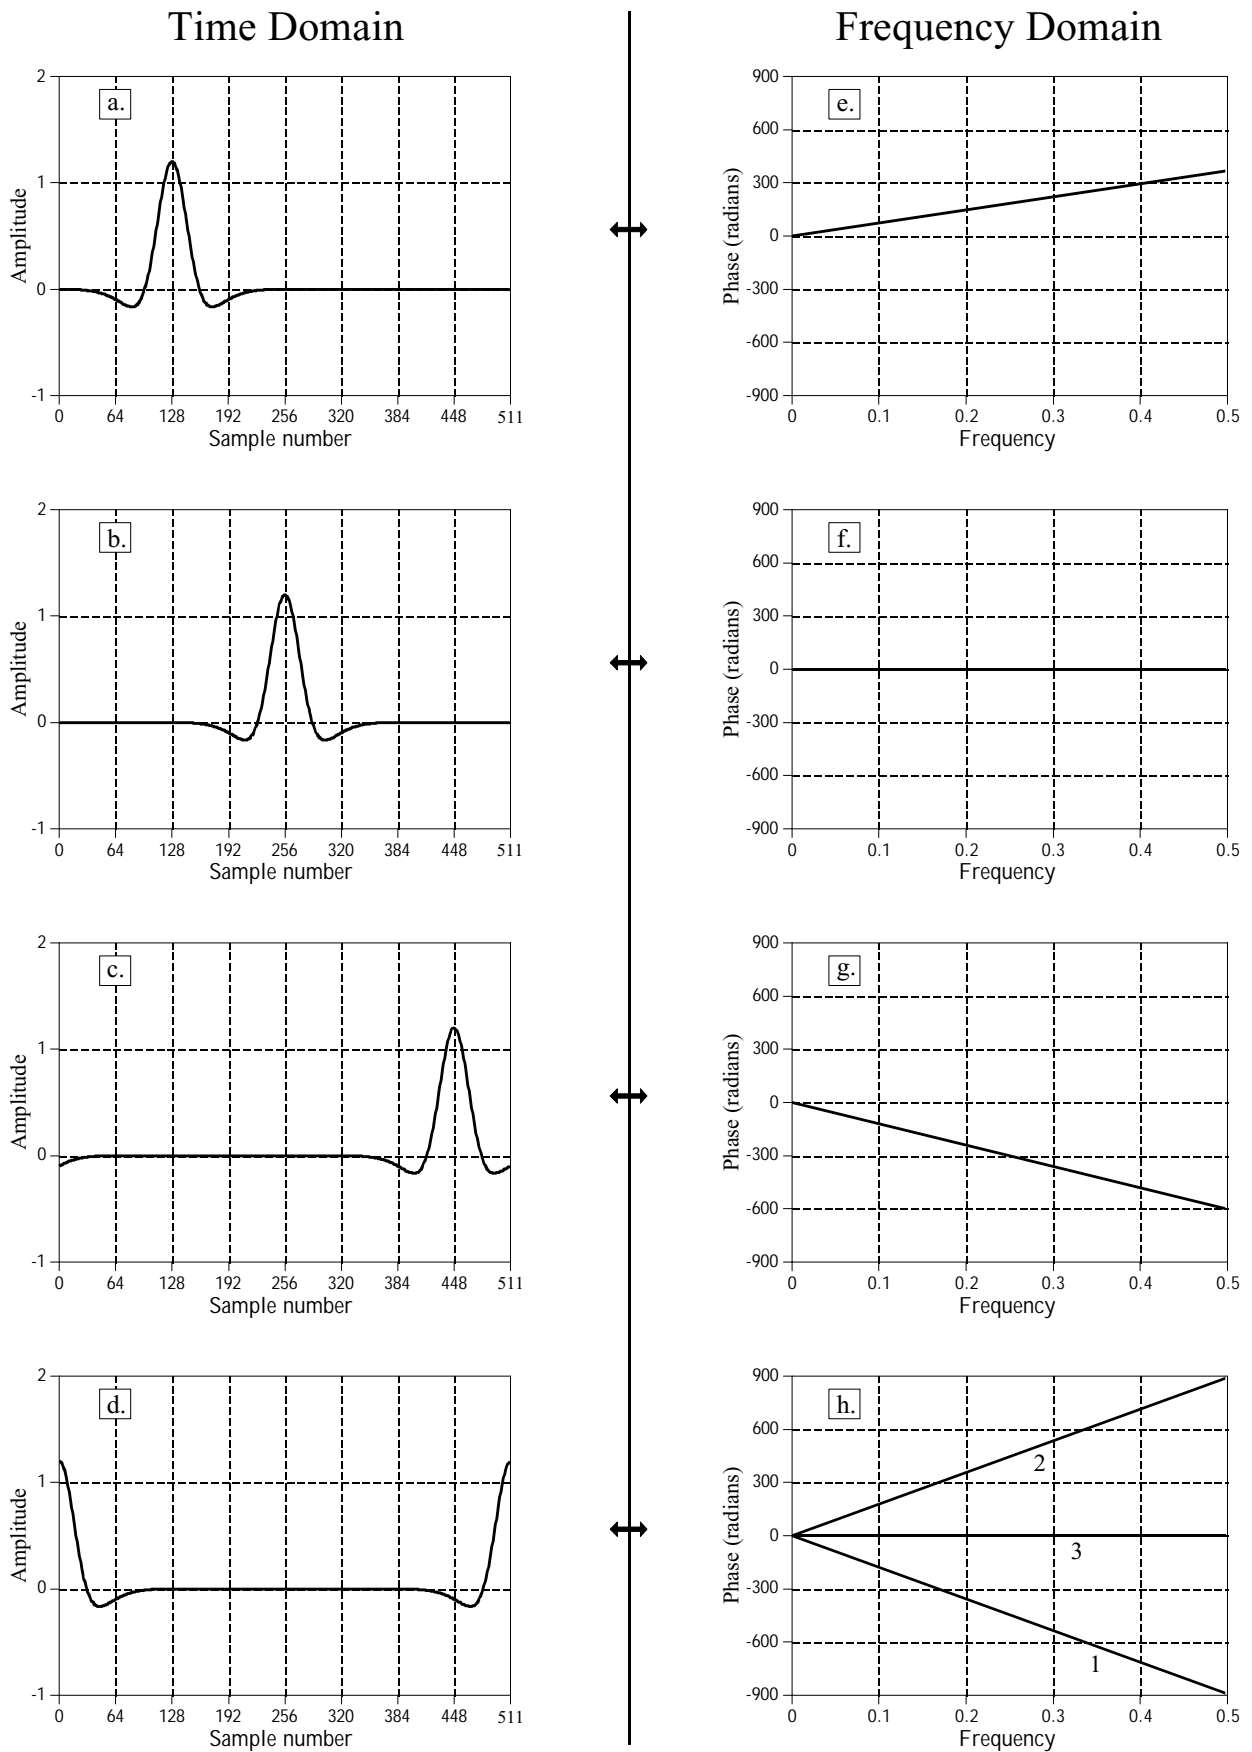 Time Domain
Frequency Domain
a.
2
1
0
-1
Amplitude
0 64 128 192 256 320 384 448 511
Sample number
e.
900
600
300
0
-300
-600
-900
Phase (radians)
0 0.1 0.2 0.3 0.4 0.5
Frequency
b.
2
1
0
-1
Amplitude
0 64 128 192 256 320 384 448 511
Sample number
f.
900
600
300
0
-300
-600
-900
Phase (radians)
0 0.1 0.2 0.3 0.4 0.5
Frequency
c.
2
1
0
-1
Amplitude
0 64 128 192 256 320 384 448 511
Sample number
g.
900
600
300
0
-300
-600
-900
Phase (radians)
0 0.1 0.2 0.3 0.4 0.5
Frequency
d.
2
1
0
-1
Amplitude
0 64 128 192 256 320 384 448 511
Sample number
h.
900
600
300
0
-300
-600
-900
Phase (radians)
2
3
1
0 0.1 0.2 0.3 0.4 0.5
Frequency